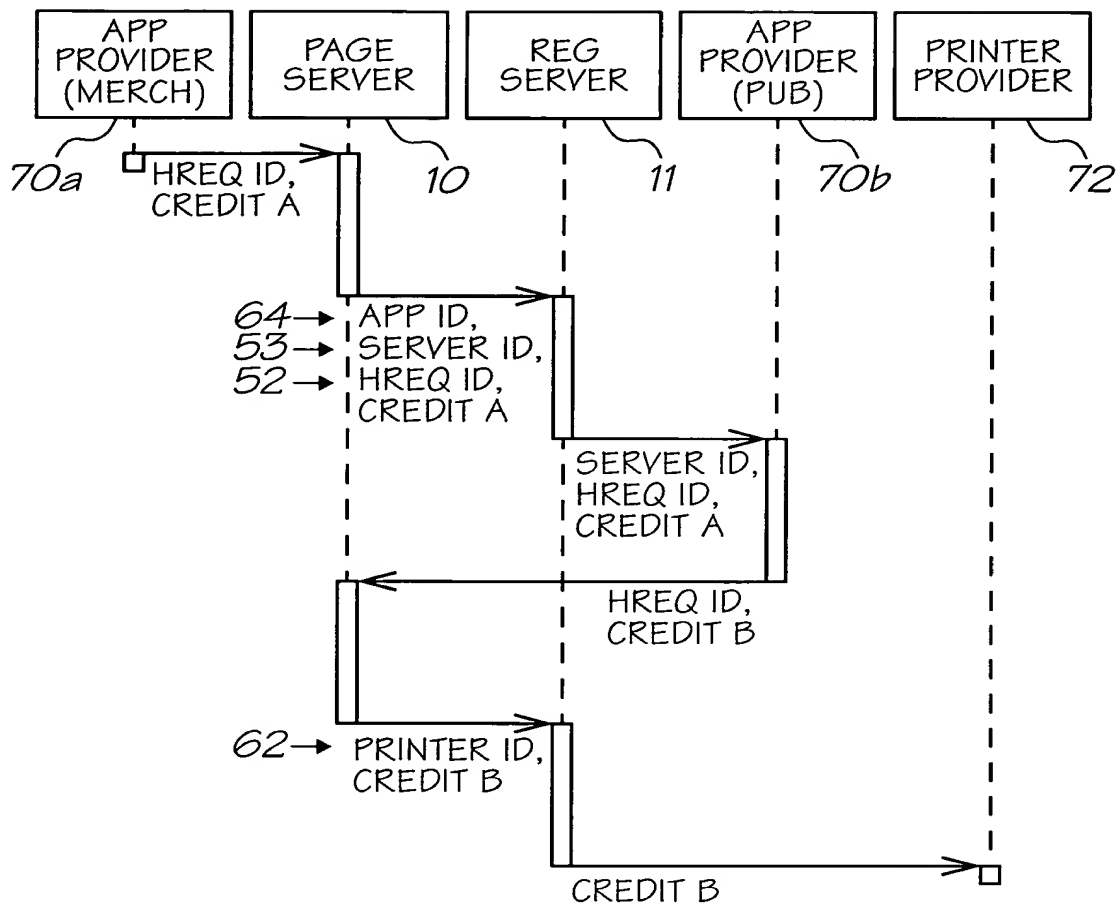 APP
PROVIDER
(MERCH)
PAGE
SERVER
REG
SERVER
APP
PROVIDER
(PUB)
PRINTER
PROVIDER
70a
10
11
70b
72
HREQ ID,
CREDIT A
64
APP ID,
53
SERVER ID,
52
HREQ ID,
CREDIT A
SERVER ID,
HREQ ID,
CREDIT A
HREQ ID,
CREDIT B
62
PRINTER ID,
CREDIT B
CREDIT B